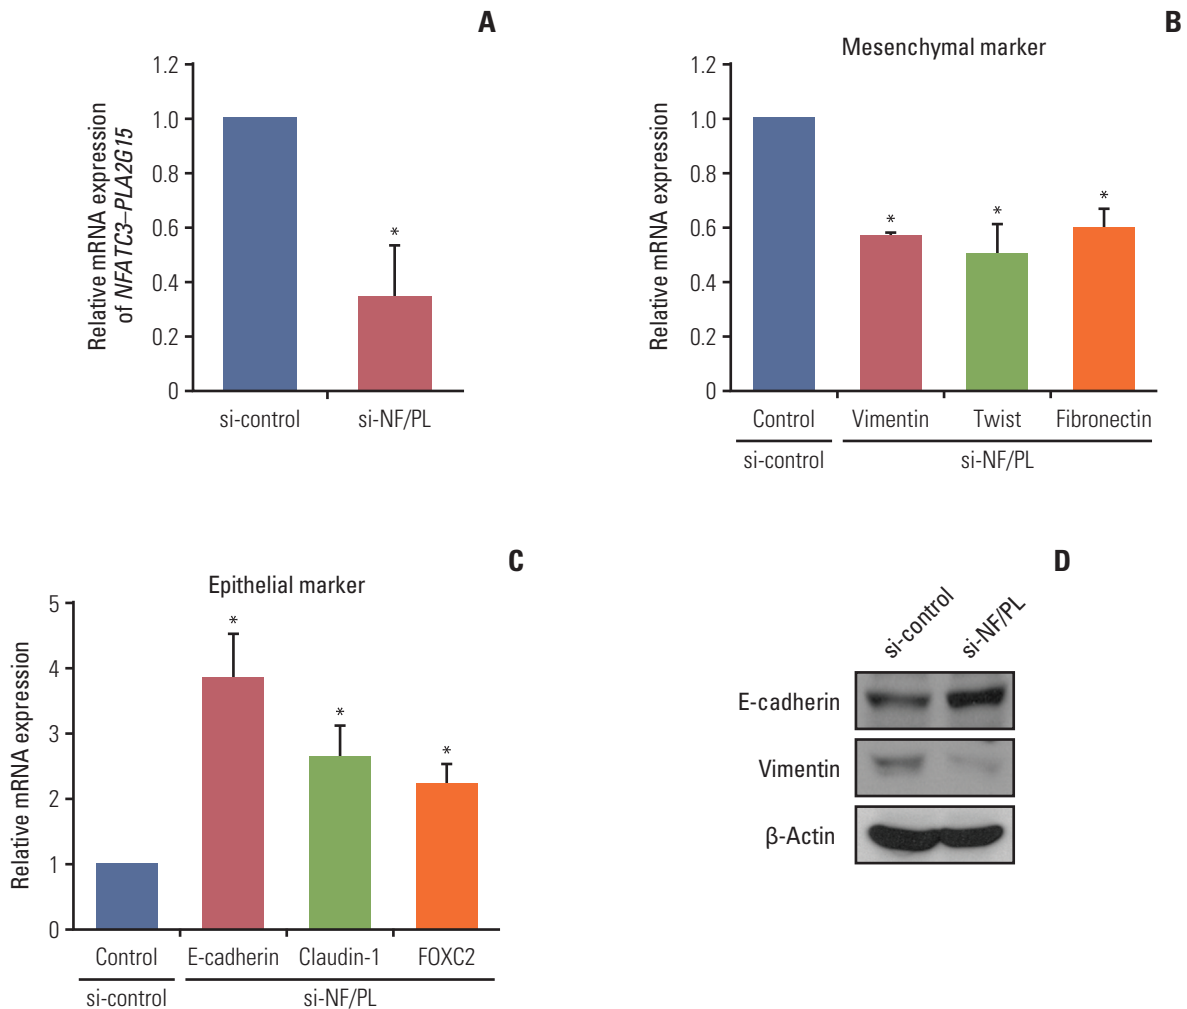 A
Relative mRNA expression
of NFATC3–PLA2G15
1.2
1.0
0.8
0.6
0.4
0.2
0
*
si-control
si-NF/PL
B
Mesenchymal marker
Relative mRNA expression
1.2
1.0
0.8
0.6
0.4
0.2
0
*
*
*
Control
Vimentin
Twist
Fibronectin
si-control
si-NF/PL
C
Epithelial marker
Relative mRNA expression
5
4
3
2
1
0
*
*
*
Control
E-cadherin
Claudin-1
FOXC2
si-control
si-NF/PL
D
si-control
si-NF/PL
E-cadherin
Vimentin
β-Actin